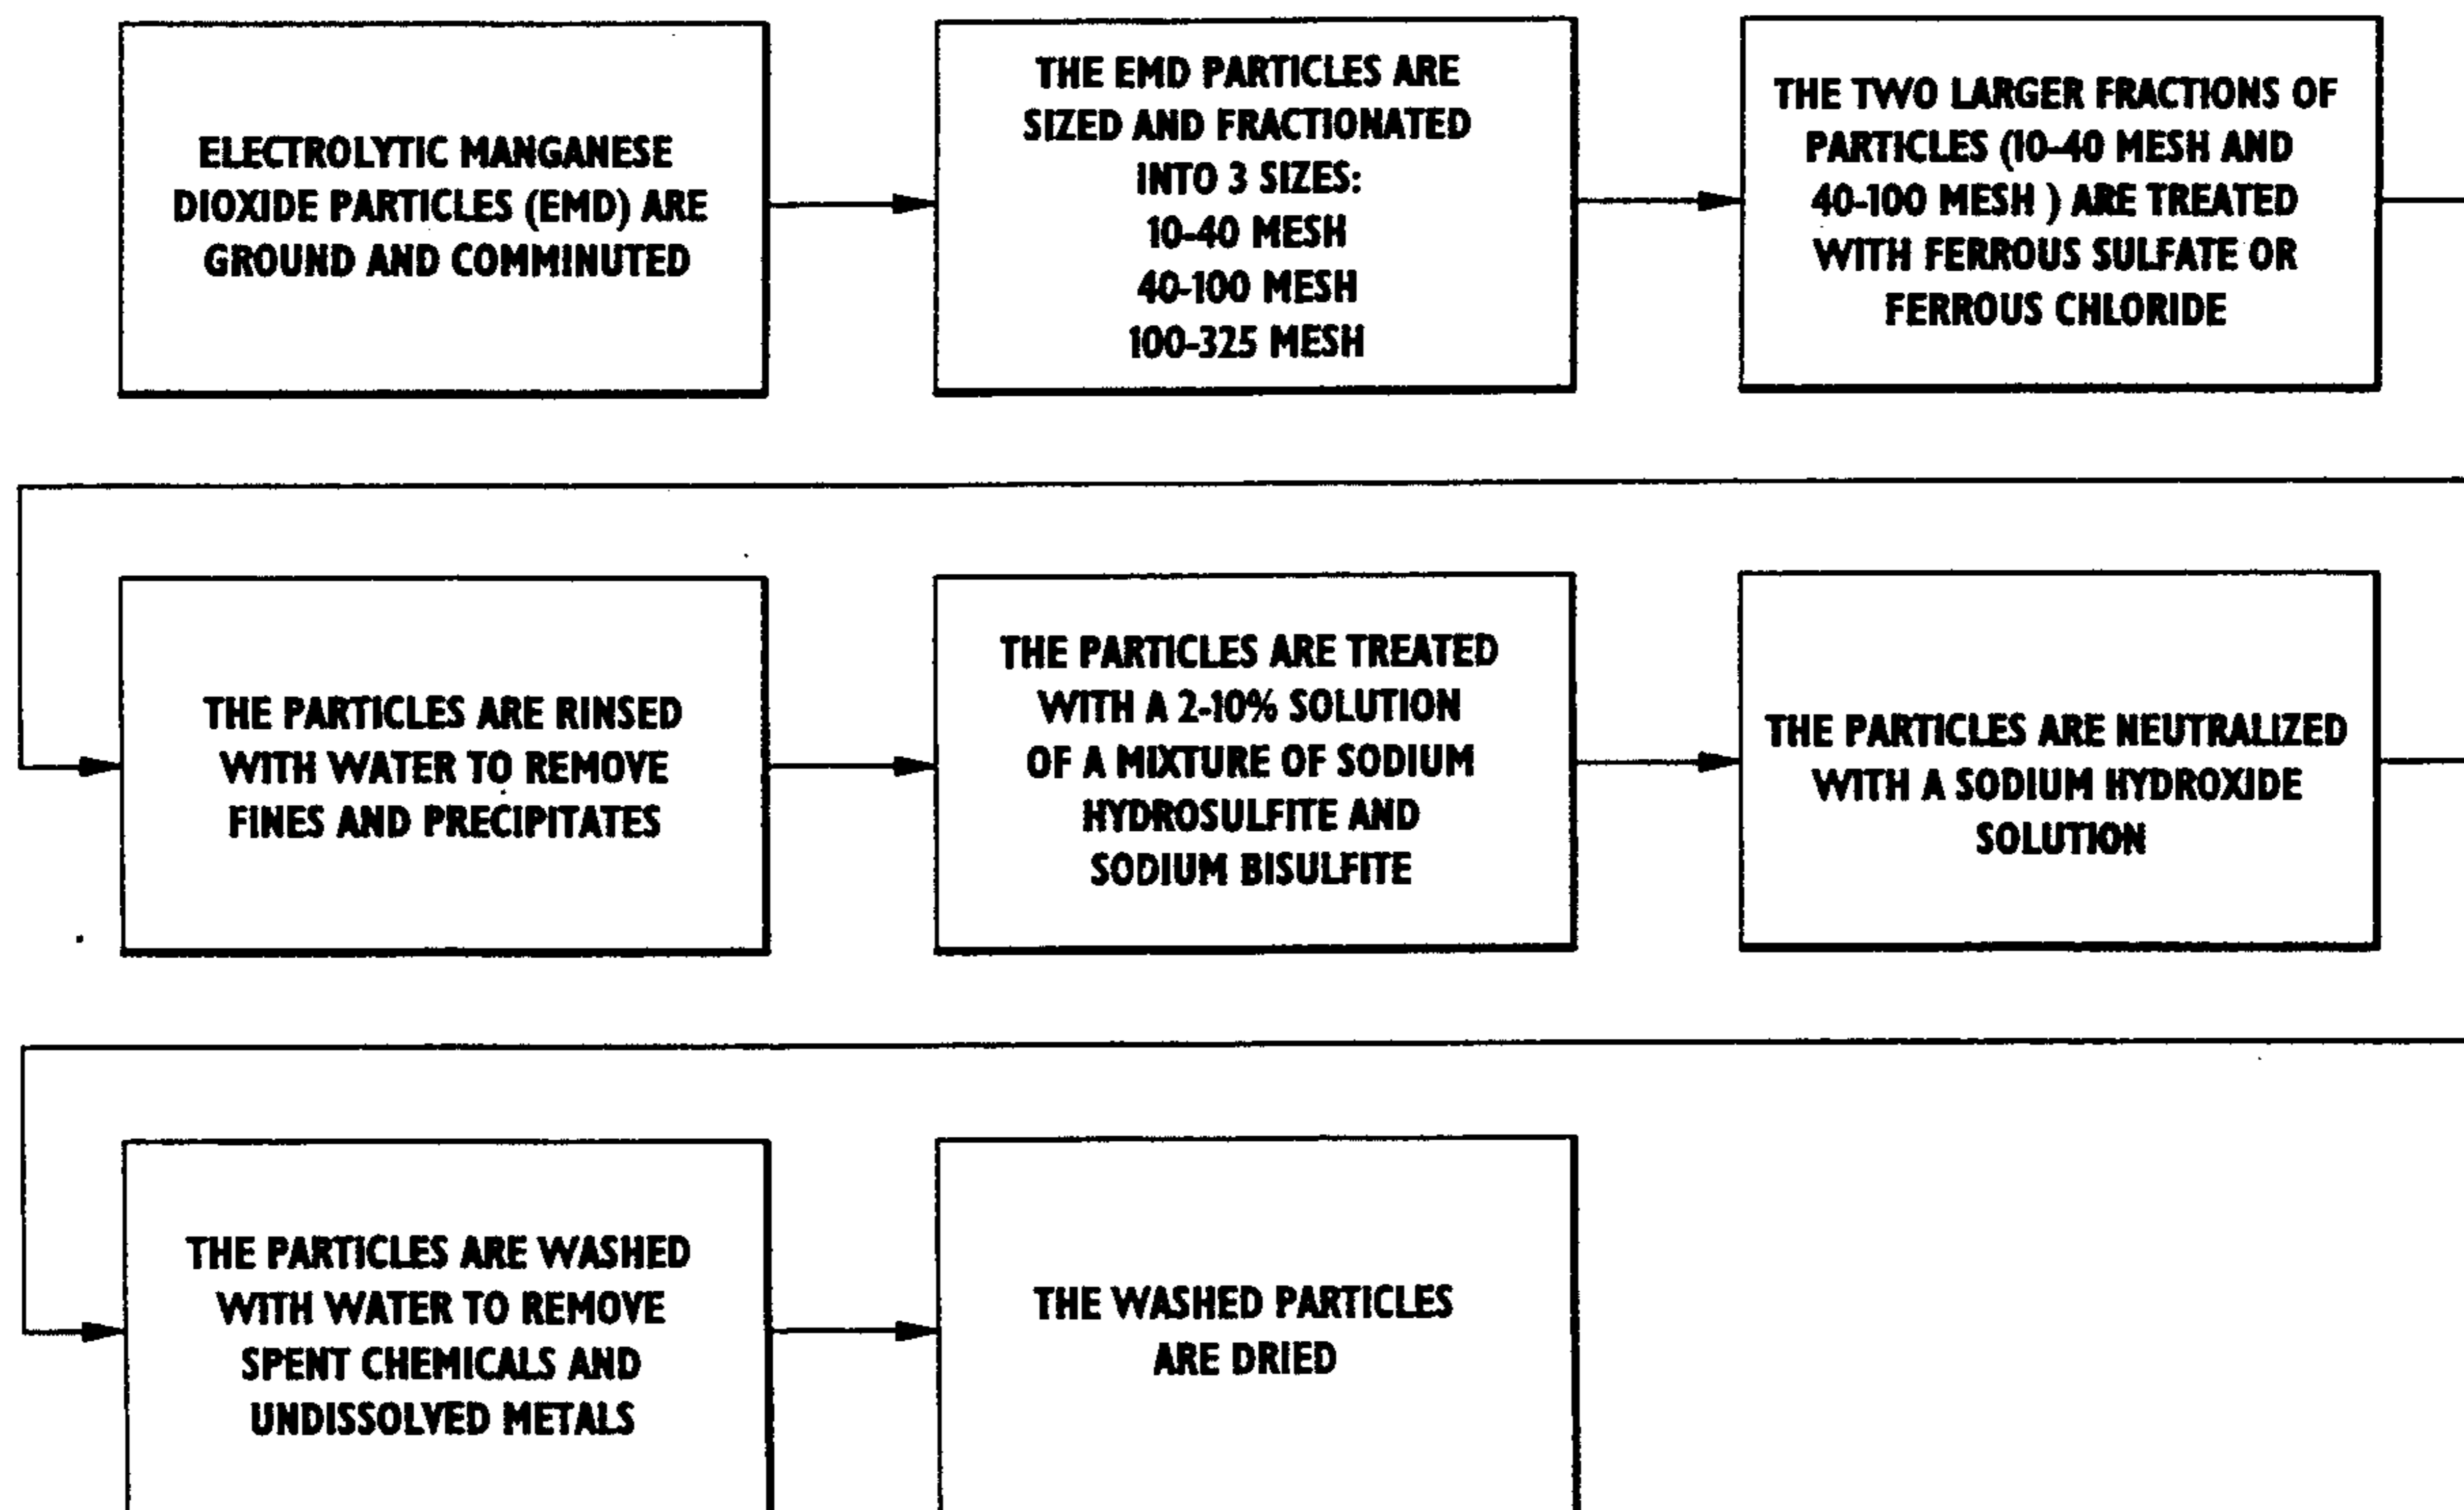 ELECTROLYTIC MANGANESE
DIOXIDE PARTICLES (EMD) ARE
GROUND AND COMMINUTED
THE EMD PARTICLES ARE
SIZED AND FRACTIONATED
INTO 3 SIZES:
10-40 MESH
40-100 MESH
100-325 MESH
THE TWO LARGER FRACTIONS OF
PARTICLES (10-40 MESH AND
40-100 MESH ) ARE TREATED
WITH FERROUS SULFATE OR
FERROUS CHLORIDE
THE PARTICLES ARE RINSED
WITH WATER TO REMOVE
FINES AND PRECIPITATES
THE PARTICLES ARE TREATED
WITH A 2-10% SOLUTION
OF A MIXTURE OF SODIUM
HYDROSULFITE AND
SODIUM BISULFITE
THE PARTICLES ARE NEUTRALIZED
WITH A SODIUM HYDROXIDE
SOLUTION
THE PARTICLES ARE WASHED
WITH WATER TO REMOVE
SPENT CHEMICALS AND
UNDISSOLVED METALS
THE WASHED PARTICLES
ARE DRIED